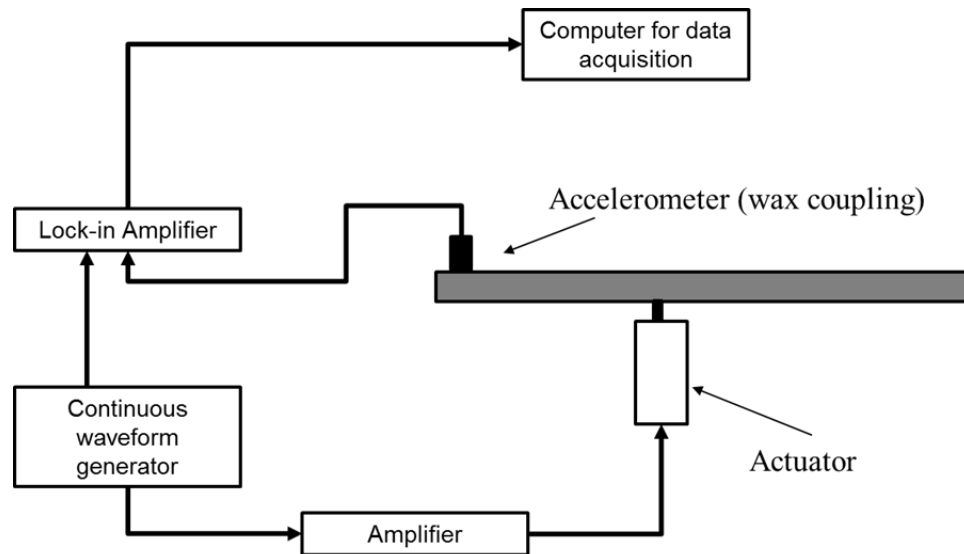 Computer for data
acquisition
Accelerometer (wax coupling)
Lock-in Amplifier
Continuous
waveform
generator
Actuator
Amplifier